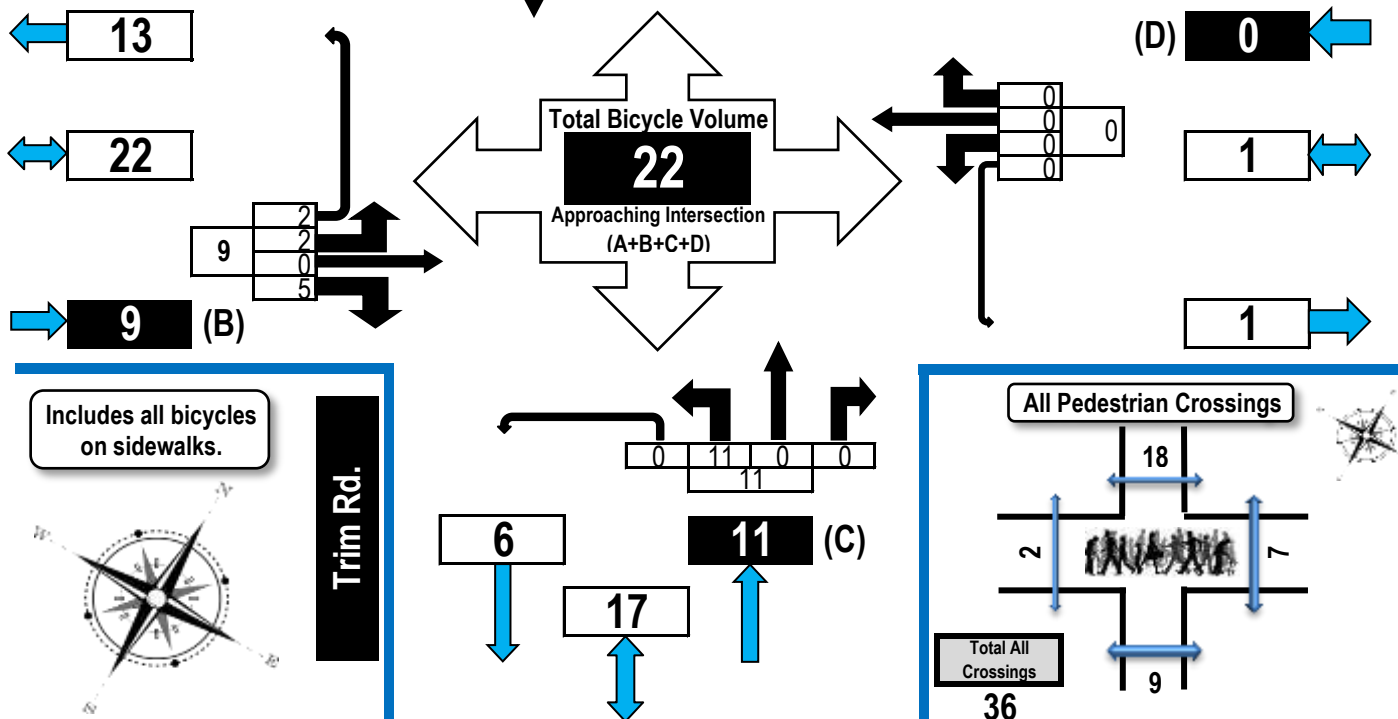 13
(D) 0
22
1
0
0
0
0
0
Total Bicycle Volume
22
Approaching Intersection
(A+B+C+D)
2
2
0
5
9
9 (B)
1
Includes all bicycles
on sidewalks.
N
W
E
S
Trim Rd.
0 11 0 0
11
6
11 (C)
17
All Pedestrian Crossings
18
2
7
9
Total All
Crossings
36